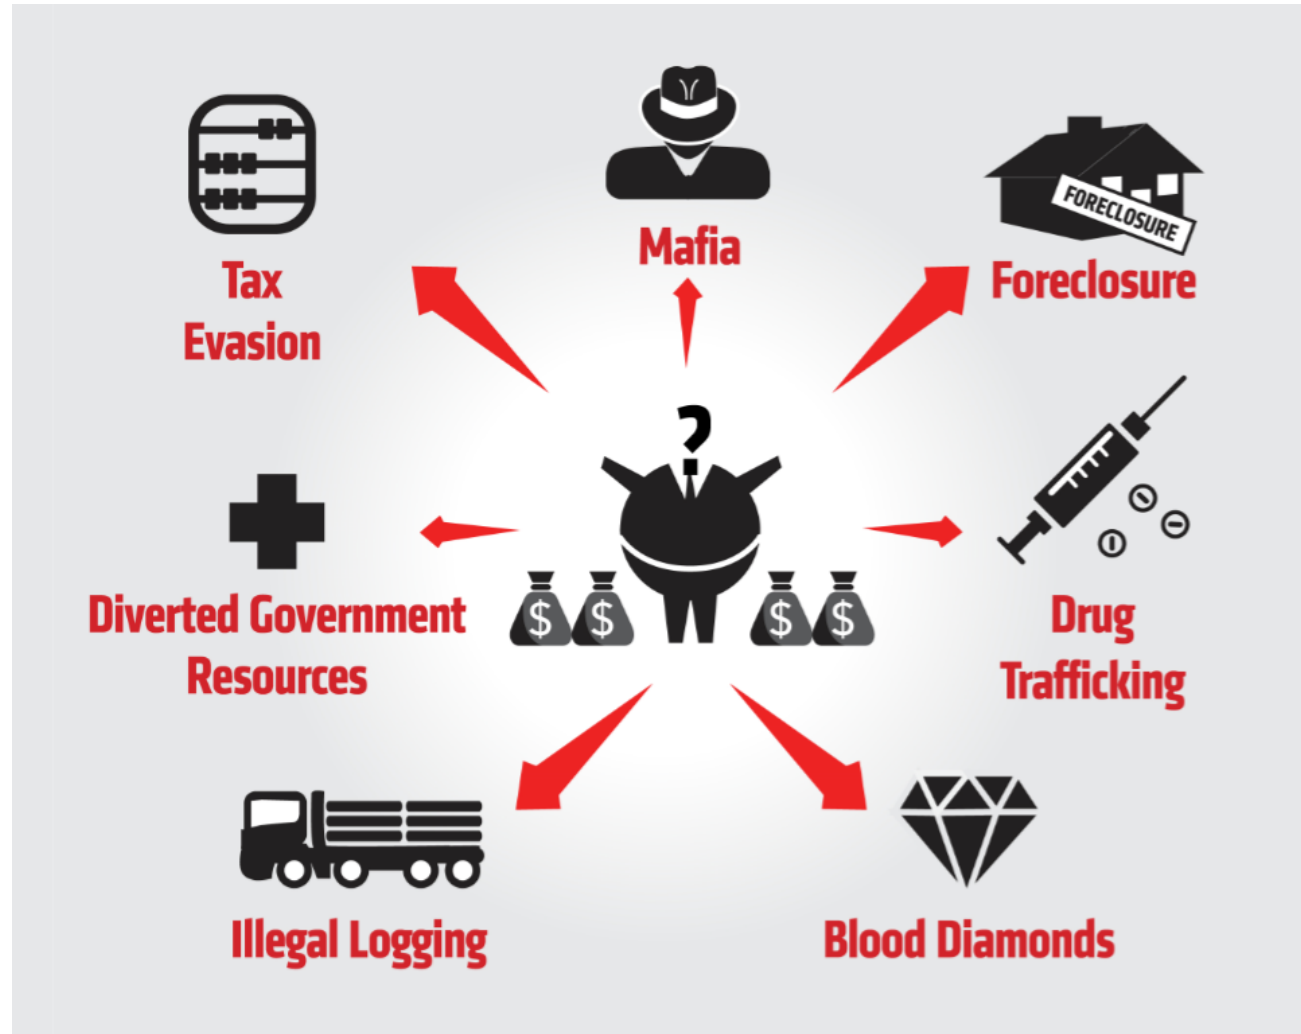 Mafia
FORECLOSURE
Tax
Evasion
Foreclosure
?
$ $ $ $
Diverted Government
Resources
Drug
Trafficking
Illegal Logging
Blood Diamonds